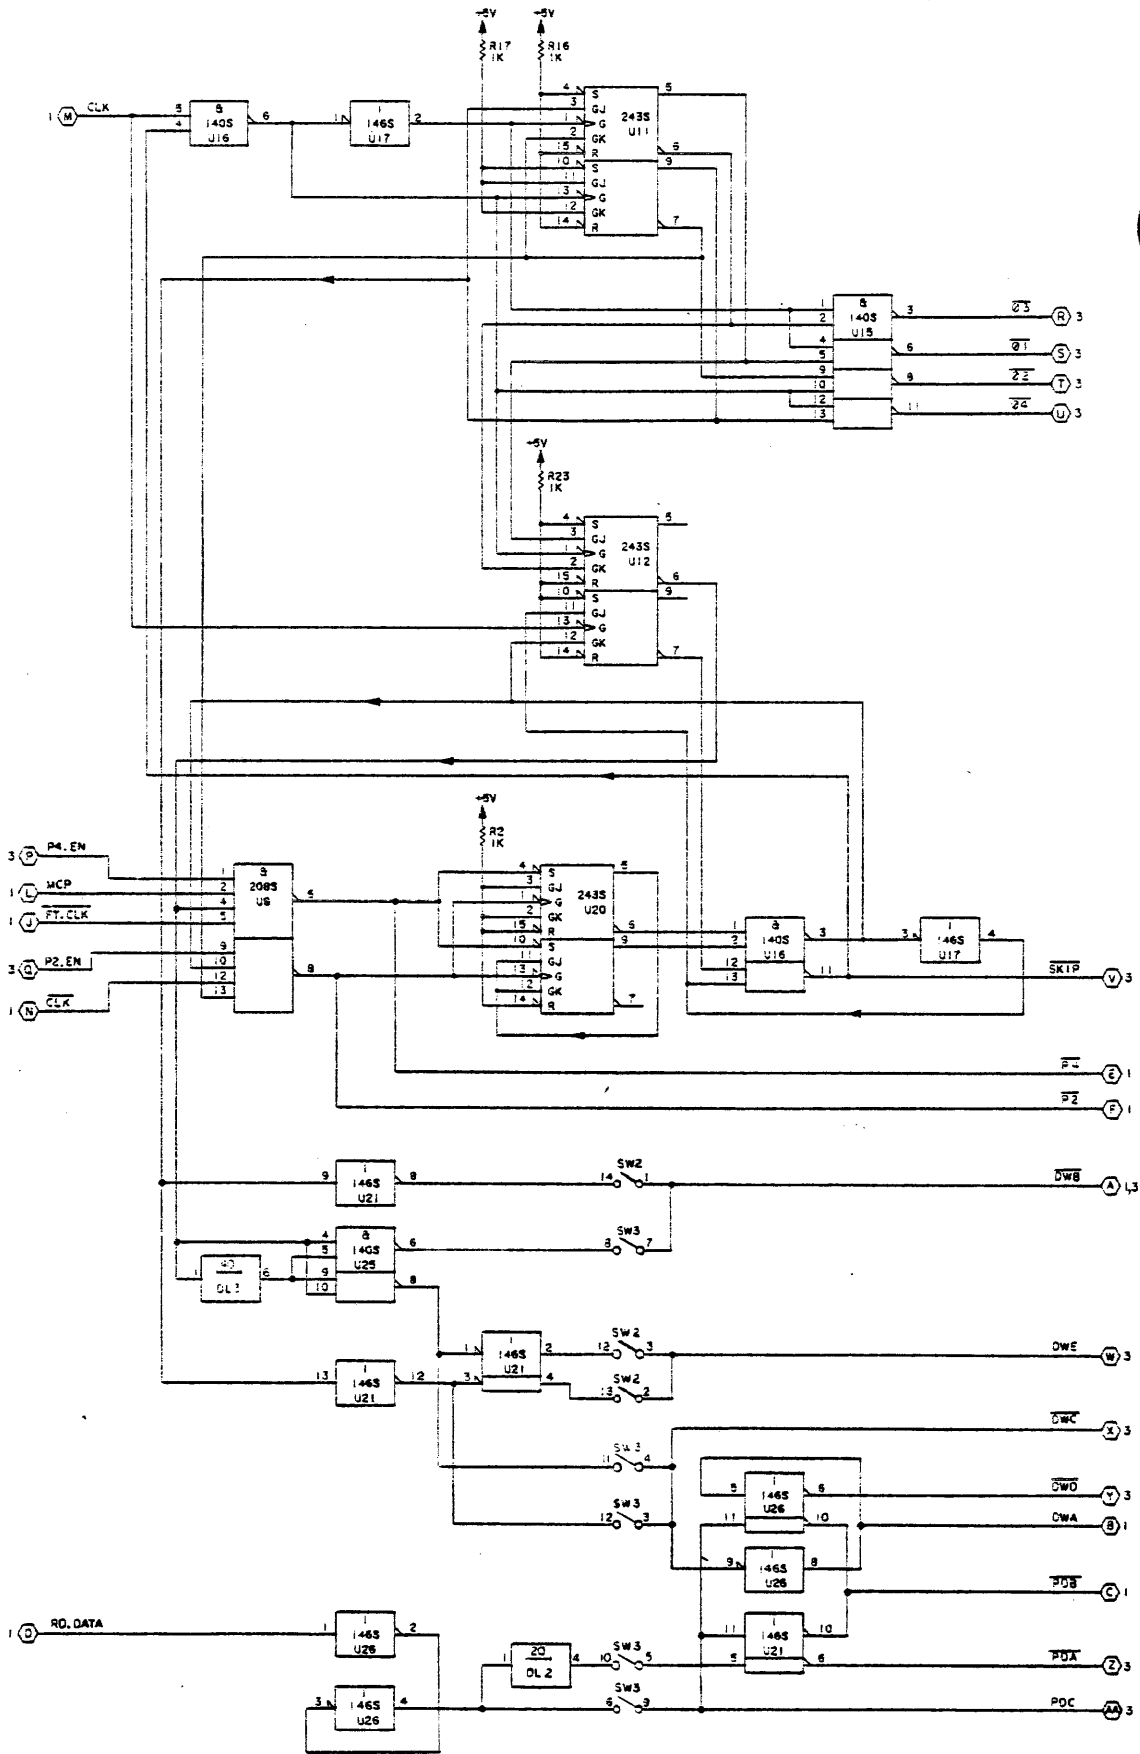 +5V +5V
R17 1K R16 1K
1 M CLK 5 4 & 140S U16 6 1 1 146S U17 2
4 S 5
3 GJ 243S
1 G U11
2 GK
15 R 6
10 S 9
11 GJ
13 G
12 GK
14 R 7
1 & 3 R 3
2 140S
U15
4 6 S 3
5
9 8 T 3
10
12 11 U 3
13
+5V
R23 1K
4 S 5
3 GJ 243S
1 G U12
2 GK
15 R 6
10 S 9
11 GJ
13 G
12 GK
14 R 7
+5V
R2 1K
3 P P4.EN
1 L MCP
1 J FT.CLK
3 Q P2.EN
1 N CLK
1 & 6
2 208S
4
5
9 8
10
12
13
4 S 5
3 GJ 243S
1 G U20
2 GK
15 R 6
10 S 9
11 GJ
13 G
12 GK
14 R 7
1 & 3
2 140S
U16
12 11
13
3 1 4
146S
U17
SKIP V 3
P4 E 1
P2 F 1
9 1 146S U21 8 14 SW2 1 DWB A 1,3
4 5 & 140S U25 6 8 SW3 7
1 40 DL3 6 9 10 8
1 1 146S U21 2 12 SW2 3 DWE W 3
13 1 146S U21 12 3 4 13 SW2 2
DWC X 3
11 SW3 4
5 1 146S U26 6 DWD Y 3
12 SW3 3 11 10 DWA B 1
9 1 146S U26 8
PDB C 1
1 D RD.DATA 1 1 146S U26 2
11 1 146S U21 10
1 20 DL2 4 10 SW3 5 5 6 PDA Z 3
3 1 146S U26 4 6 SW3 9 PDC AA 3